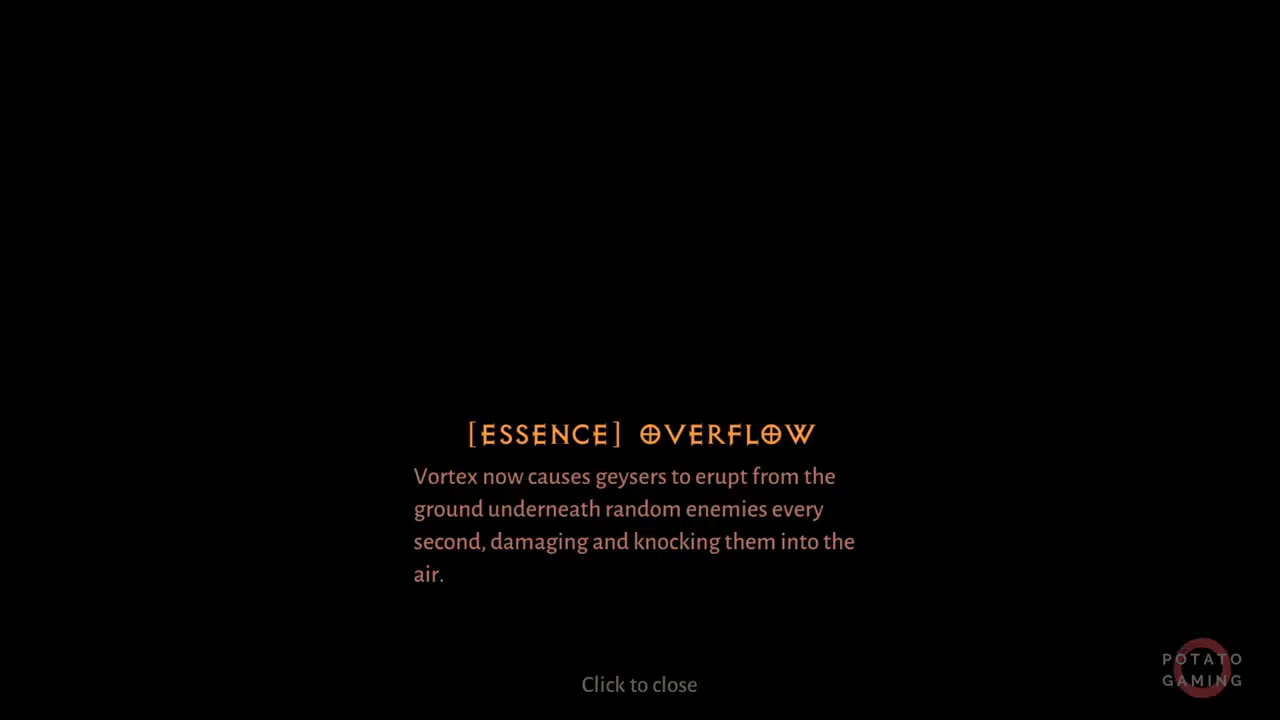 [ESSENCE] OVERFLOW
Vortex now causes geysers to erupt from the
ground underneath random enemies every
second, damaging and knocking them into the
air.
Click to close
POTATO
GAMING